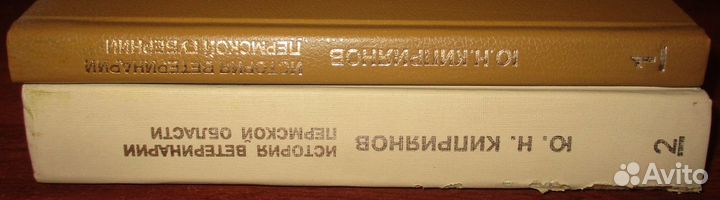 Ю.Н.КИПРИЯНОВ
ИСТОРИЯ ВЕТЕРИНАРИИ
ПЕРМСКОЙ ГУБЕРНИИ
1
Ю. Н. КИПРИЯНОВ
ИСТОРИЯ ВЕТЕРИНАРИИ
ПЕРМСКОЙ ОБЛАСТИ
2
Avito